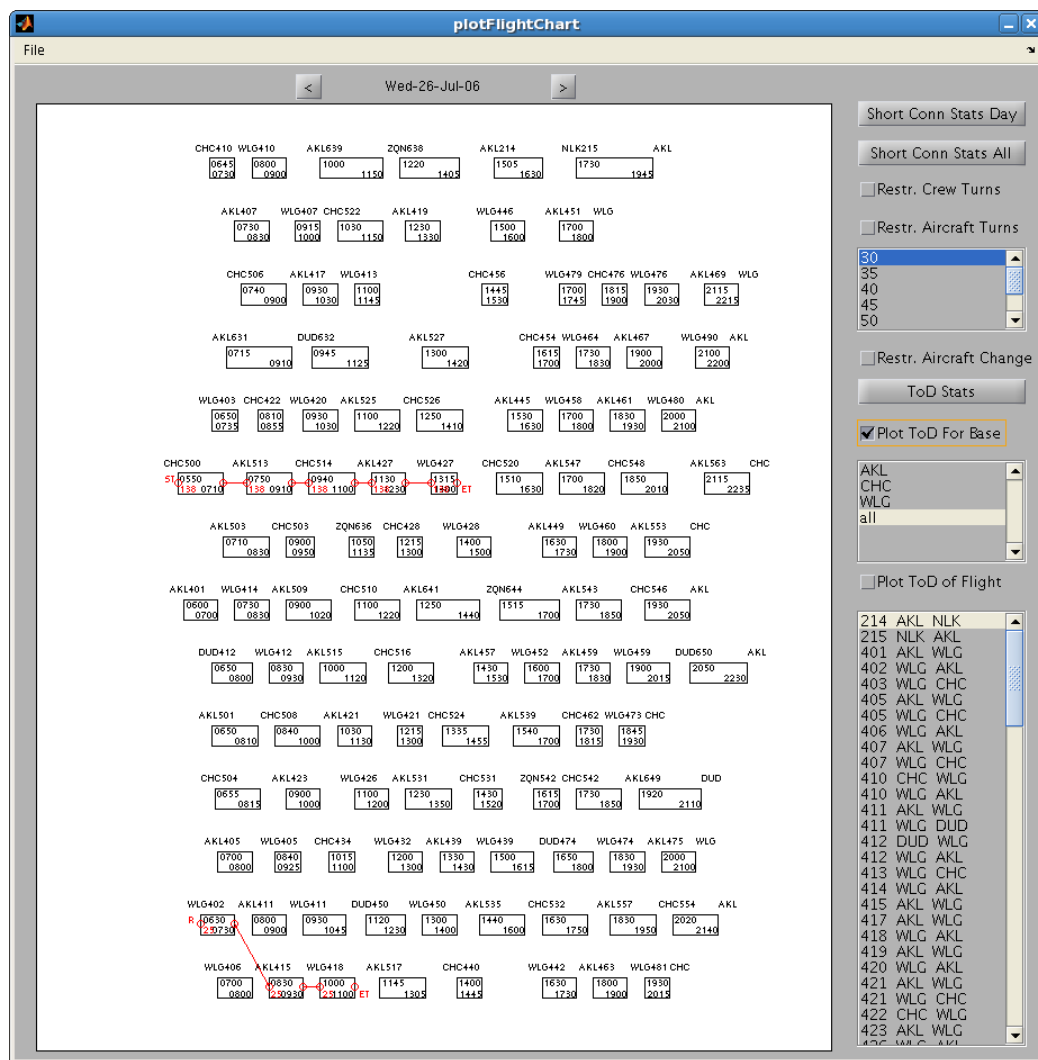 plotFlightChart
File
< Wed-26-Jul-06 >
Short Conn Stats Day
Short Conn Stats All
Restr. Crew Turns
Restr. Aircraft Turns
30
35
40
45
50
Restr. Aircraft Change
ToD Stats
Plot ToD For Base
AKL
CHC
WLG
all
Plot ToD of Flight
214 AKL NLK
215 NLK AKL
401 AKL WLG
402 WLG AKL
403 WLG CHC
405 AKL WLG
405 WLG CHC
406 WLG AKL
407 AKL WLG
407 WLG CHC
410 CHC WLG
410 WLG AKL
411 AKL WLG
411 WLG DUD
412 DUD WLG
412 WLG AKL
413 WLG CHC
414 WLG AKL
415 AKL WLG
417 AKL WLG
418 WLG AKL
419 AKL WLG
420 WLG AKL
421 AKL WLG
421 WLG CHC
422 CHC WLG
423 AKL WLG
426 WLG AKL
CHC410 WLG410 AKL639 ZQN638 AKL214 NLK215 AKL
0645 0800 1000 1220 1505 1730
0730 0900 1150 1405 1630 1945
AKL407 WLG407 CHC522 AKL419 WLG446 AKL451 WLG
0730 0915 1030 1230 1500 1700
0830 1000 1150 1330 1600 1800
CHC506 AKL417 WLG413 CHC456 WLG479 CHC476 WLG476 AKL469 WLG
0740 0930 1100 1445 1700 1815 1930 2115
0900 1030 1145 1530 1745 1900 2030 2215
AKL631 DUD632 AKL527 CHC454 WLG464 AKL467 WLG490 AKL
0715 0945 1300 1615 1730 1900 2100
0910 1125 1420 1700 1830 2000 2200
WLG403 CHC422 WLG420 AKL525 CHC526 AKL445 WLG458 AKL461 WLG480 AKL
0650 0810 0930 1100 1250 1530 1700 1830 2000
0735 0855 1030 1220 1410 1630 1800 1930 2100
CHC500 AKL513 CHC514 AKL427 WLG427 CHC520 AKL547 CHC548 AKL563 CHC
ST 0550 0750 0940 1130 1315 1510 1700 1850 2115
138 0710 138 0910 138 1100 138 1230 1400 ET 1630 1820 2010 2235
AKL503 CHC503 ZQN636 CHC428 WLG428 AKL449 WLG460 AKL553 CHC
0710 0900 1050 1215 1400 1630 1800 1930
0830 0950 1135 1300 1500 1730 1900 2050
AKL401 WLG414 AKL509 CHC510 AKL641 ZQN644 AKL543 CHC546 AKL
0600 0730 0900 1100 1250 1515 1730 1930
0700 0830 1020 1220 1440 1700 1850 2050
DUD412 WLG412 AKL515 CHC516 AKL457 WLG452 AKL459 WLG459 DUD650 AKL
0650 0830 1000 1200 1430 1600 1730 1900 2050
0800 0930 1120 1320 1530 1700 1830 2015 2230
AKL501 CHC508 AKL421 WLG421 CHC524 AKL539 CHC462 WLG473 CHC
0650 0840 1030 1215 1335 1540 1730 1845
0810 1000 1130 1300 1455 1700 1815 1930
CHC504 AKL423 WLG426 AKL531 CHC531 ZQN542 CHC542 AKL649 DUD
0655 0900 1100 1230 1430 1615 1730 1920
0815 1000 1200 1350 1520 1700 1850 2110
AKL405 WLG405 CHC434 WLG432 AKL439 WLG439 DUD474 WLG474 AKL475 WLG
0700 0840 1015 1200 1330 1500 1650 1830 2000
0800 0925 1100 1300 1430 1615 1800 1930 2100
WLG402 AKL411 WLG411 DUD450 WLG450 AKL535 CHC532 AKL557 CHC554 AKL
R 0630 0800 0930 1120 1300 1440 1630 1830 2020
25 0730 0900 1045 1230 1400 1600 1750 1950 2140
WLG406 AKL415 WLG418 AKL517 CHC440 WLG442 AKL463 WLG481 CHC
0700 0830 1000 1145 1400 1630 1800 1930
0800 25 0930 25 1100 ET 1305 1445 1730 1900 2015